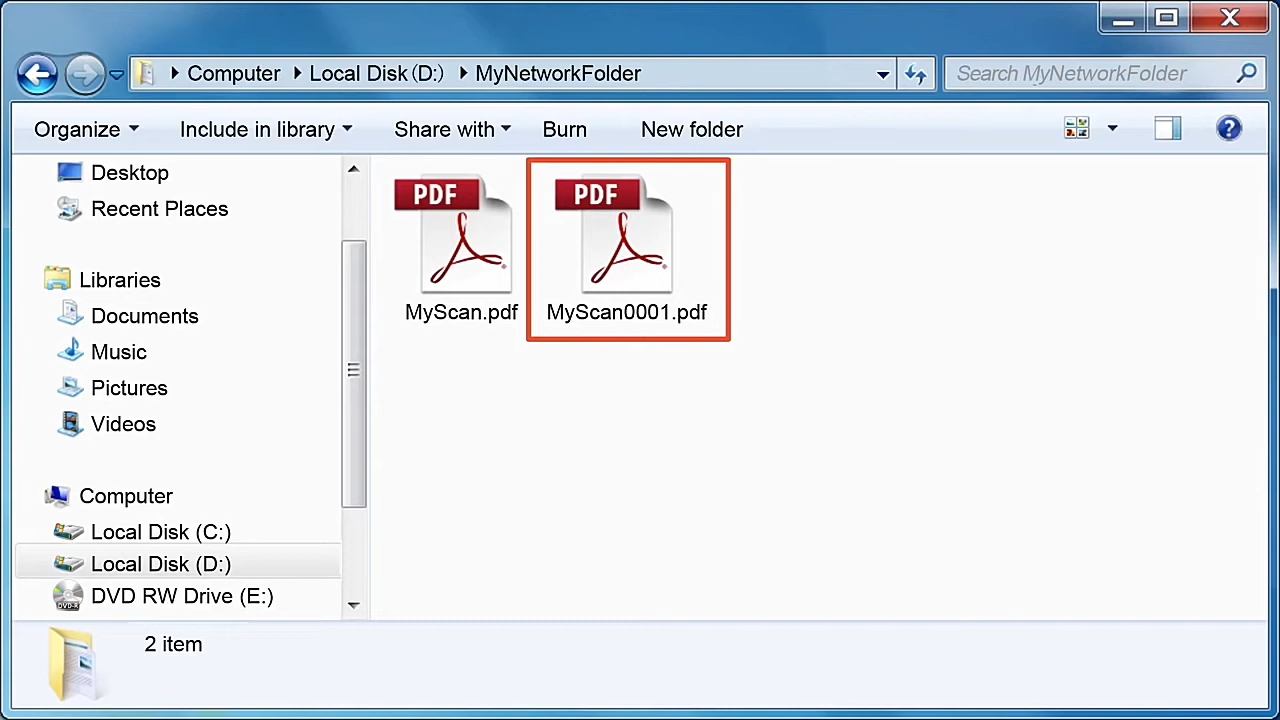 Computer Local Disk (D:) MyNetworkFolder
Search MyNetworkFolder
Organize Include in library Share with Burn New folder
?
Desktop
Recent Places
Libraries
Documents
Music
Pictures
Videos
Computer
Local Disk (C:)
Local Disk (D:)
DVD-R
DVD RW Drive (E:)
PDF
MyScan.pdf
PDF
MyScan0001.pdf
2 item